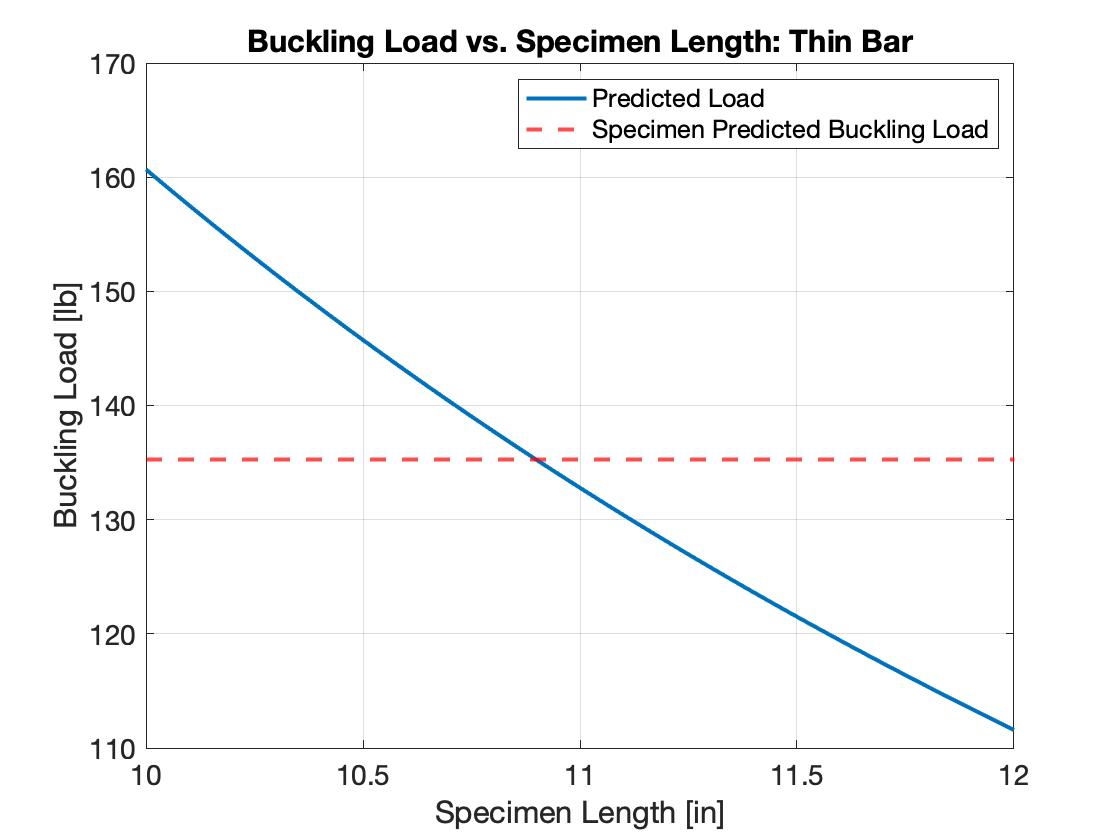 Buckling Load vs. Specimen Length: Thin Bar
170
Predicted Load
Specimen Predicted Buckling Load
160
150
140
130
120
110
Buckling Load [lb]
10 10.5 11 11.5 12
Specimen Length [in]